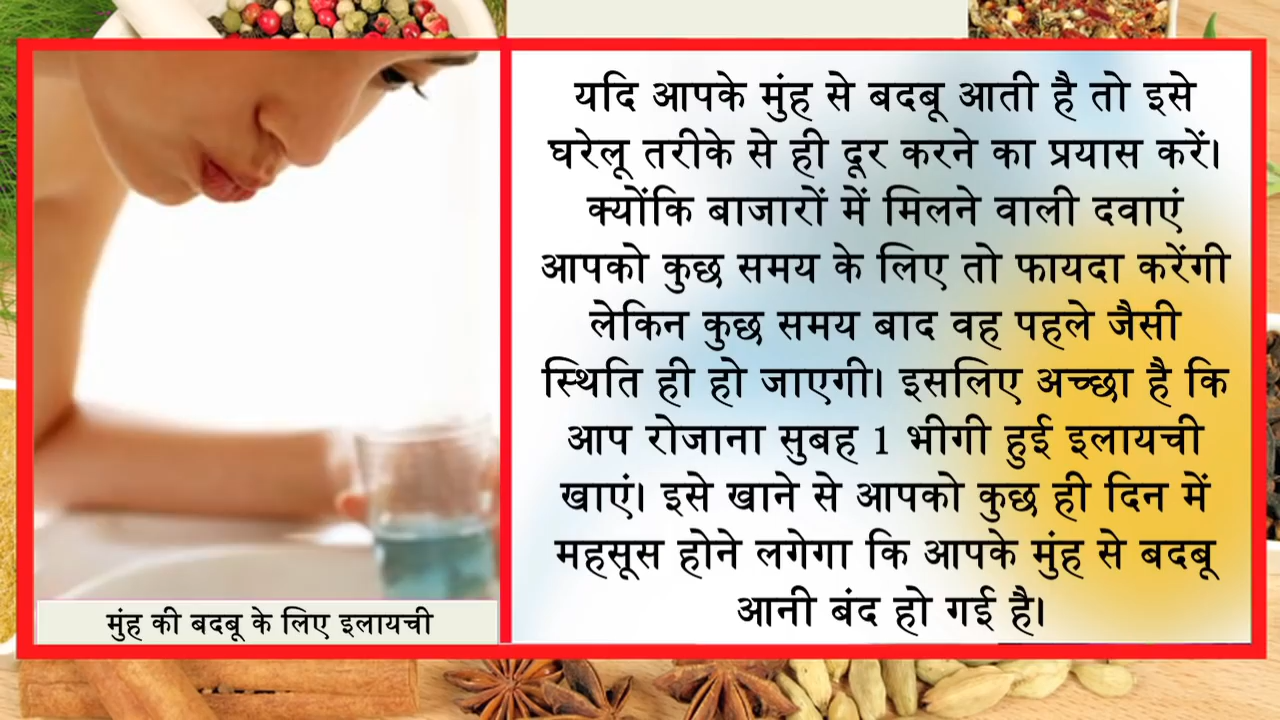 यदि आपके मुंह से बदबू आती है तो इसे
घरेलू तरीके से ही दूर करने का प्रयास करें।
क्योंकि बाजारों में मिलने वाली दवाएं
आपको कुछ समय के लिए तो फायदा करेंगी
लेकिन कुछ समय बाद वह पहले जैसी
स्थिति ही हो जाएगी। इसलिए अच्छा है कि
आप रोजाना सुबह 1 भीगी हुई इलायची
खाएं। इसे खाने से आपको कुछ ही दिन में
महसूस होने लगेगा कि आपके मुंह से बदबू
आनी बंद हो गई है।
मुंह की बदबू के लिए इलायची